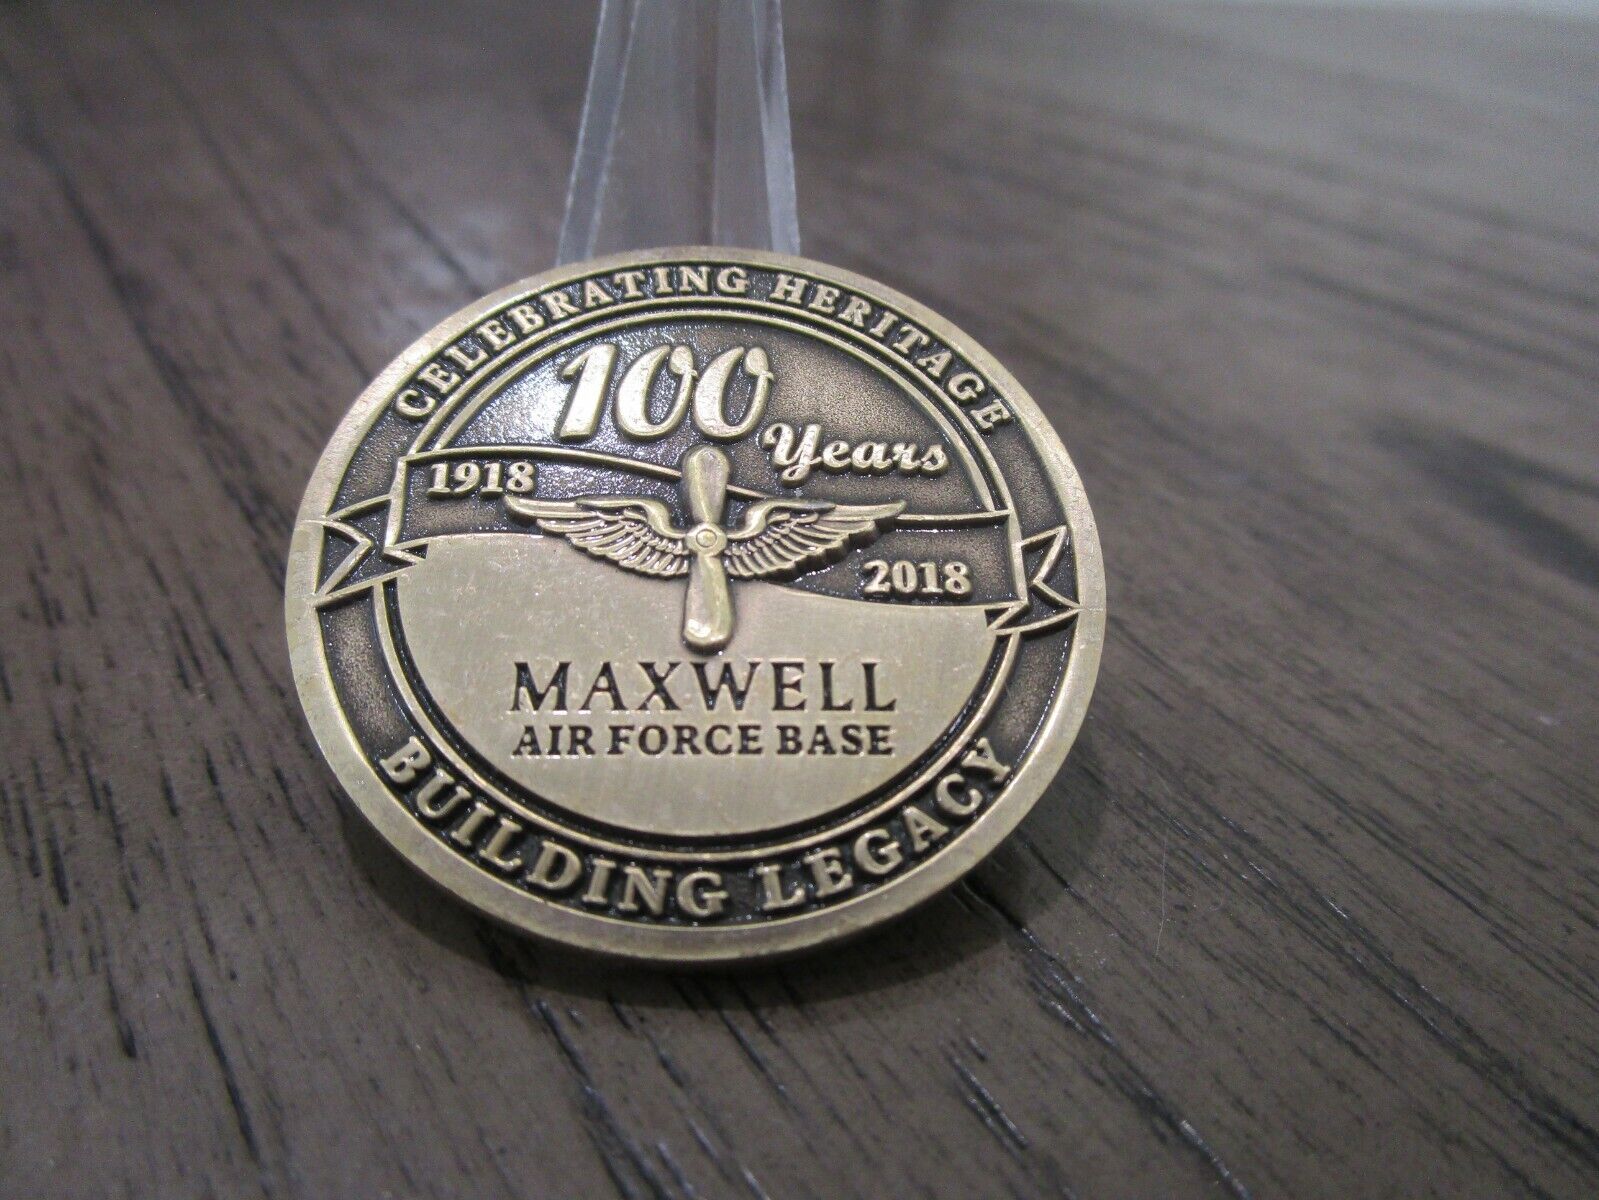 CELEBRATING HERITAGE
100
Years
1918
2018
MAXWELL
AIR FORCE BASE
BUILDING LEGACY